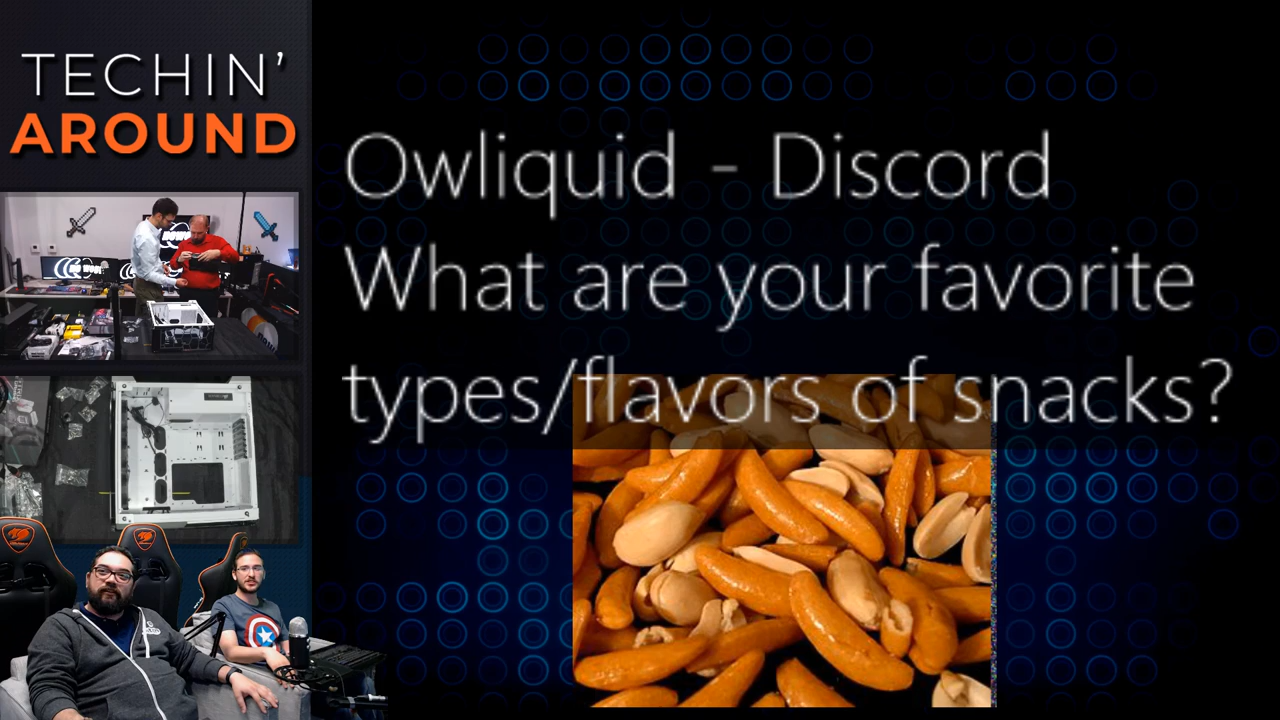 TECHIN'
AROUND
Owliquid - Discord
What are your favorite
types/flavors of snacks?